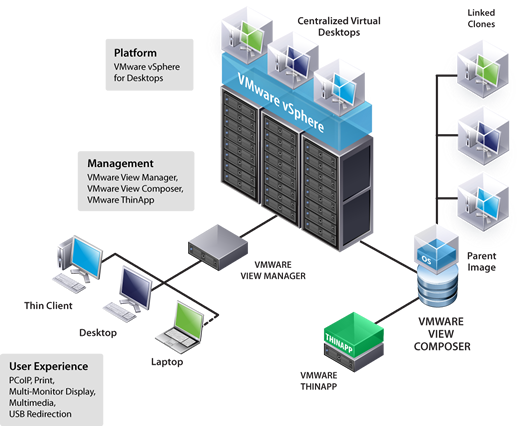 Centralized Virtual
Desktops
Linked
Clones
Platform
VMware vSphere
for Desktops
VMware vSphere
Management
VMware View Manager,
VMware View Composer,
VMware ThinApp
VMWARE
VIEW MANAGER
OS
Parent
Image
Thin Client
Desktop
Laptop
VMWARE
VIEW
COMPOSER
THINAPP
VMWARE
THINAPP
User Experience
PCoIP, Print,
Multi-Monitor Display,
Multimedia,
USB Redirection